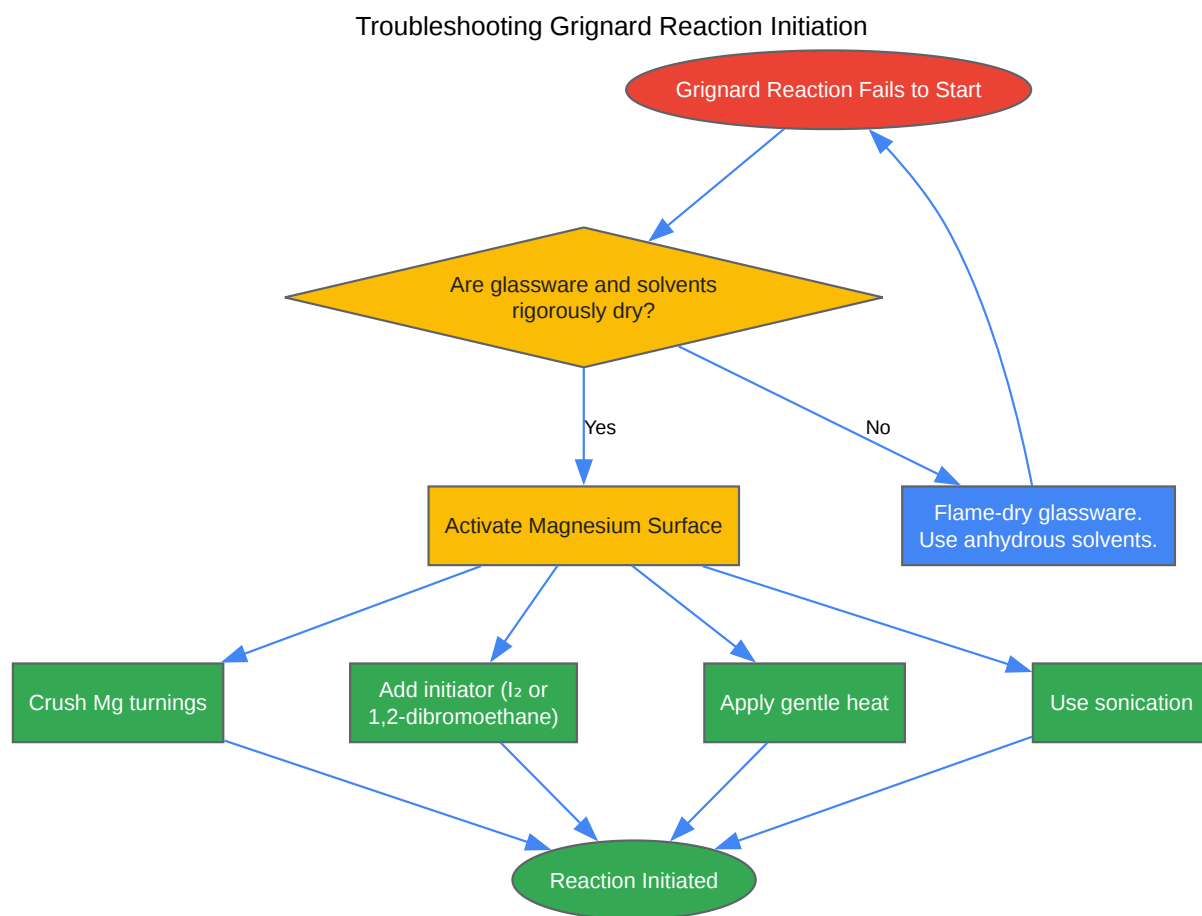 Troubleshooting Grignard Reaction Initiation
Grignard Reaction Fails to Start
Are glassware and solvents
rigorously dry?
Yes
No
Activate Magnesium Surface
Flame-dry glassware.
Use anhydrous solvents.
Crush Mg turnings
Add initiator (I₂ or
1,2-dibromoethane)
Apply gentle heat
Use sonication
Reaction Initiated